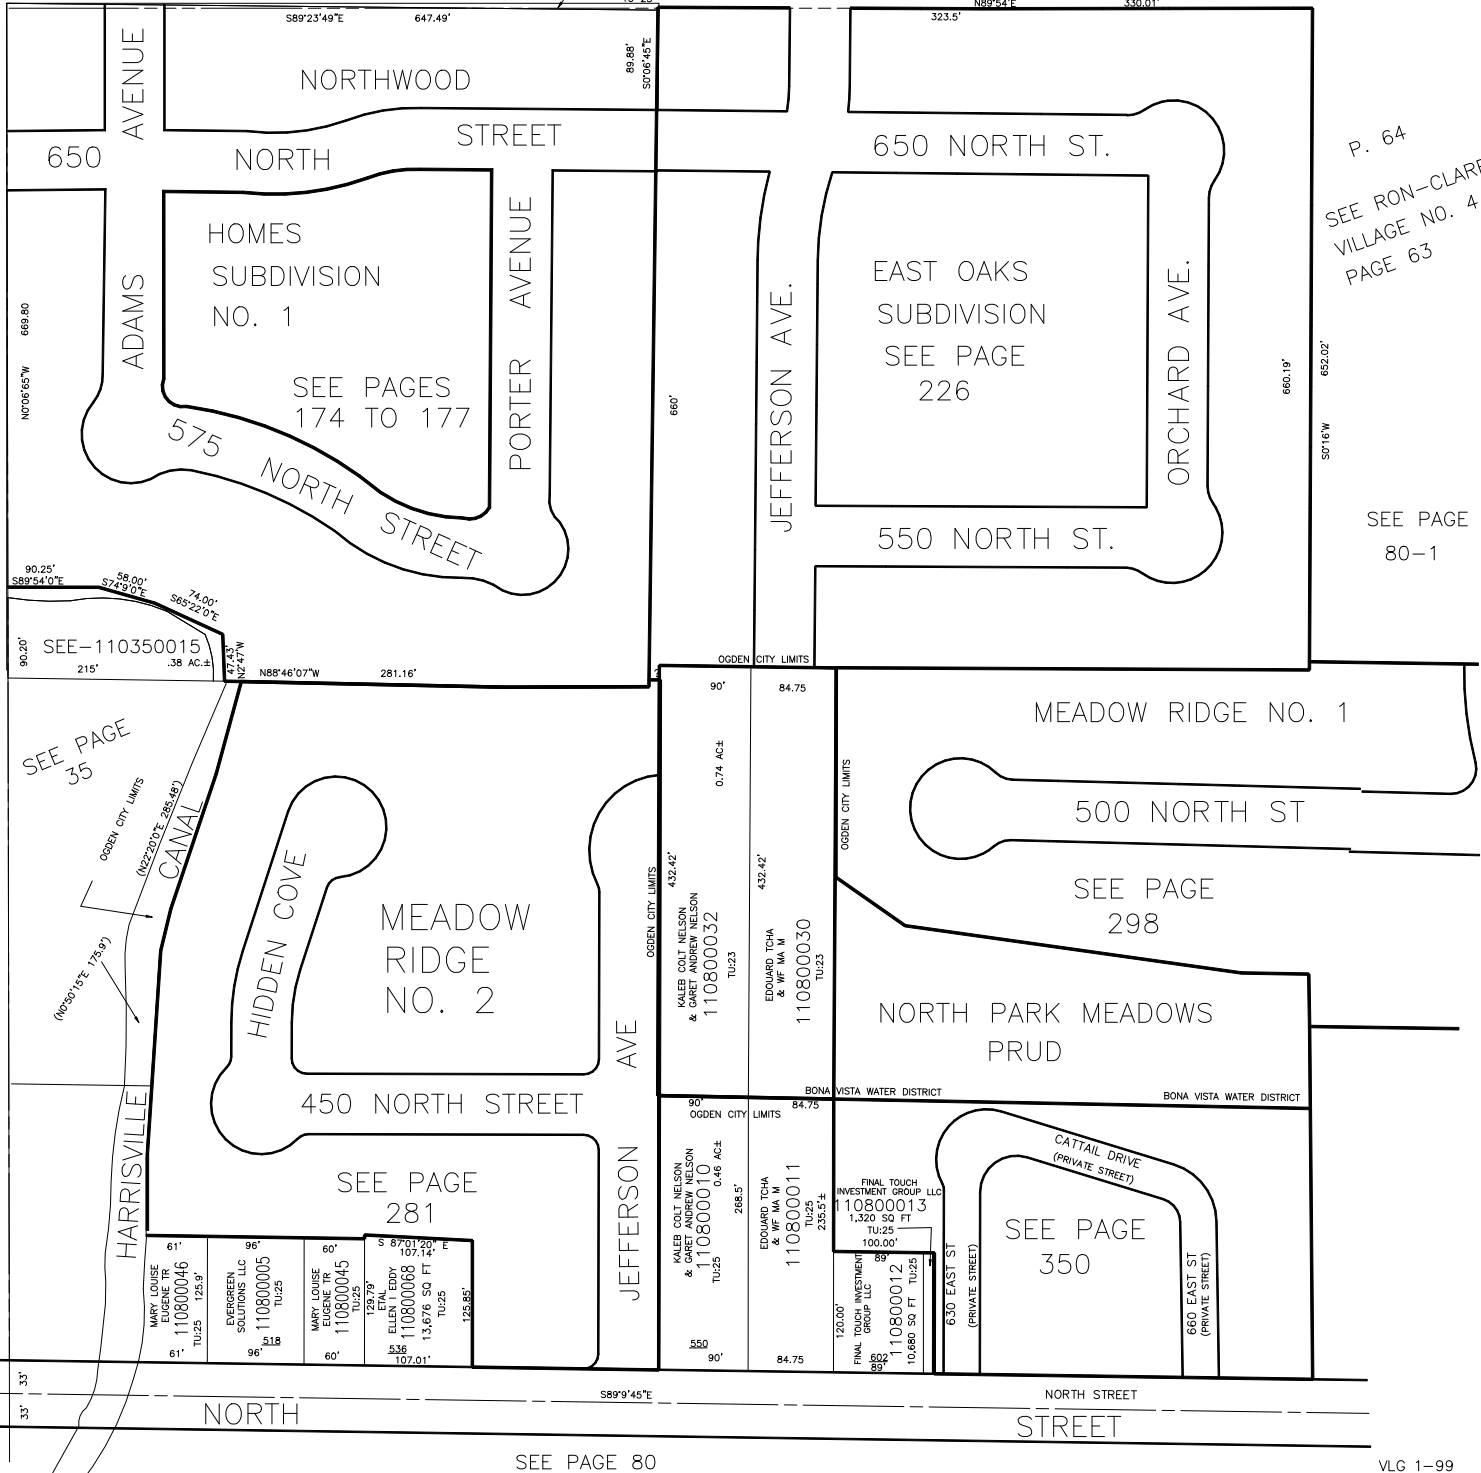 S89°23'49"E
647.49'
N89°54'E
330.01'
323.5'
89.88'
S0°06'45"E
AVENUE
NORTHWOOD
650
NORTH
STREET
650 NORTH ST.
P. 64
SEE RON-CLARE
VILLAGE NO. 4
PAGE 63
HOMES
SUBDIVISION
NO. 1
SEE PAGES
174 TO 177
ADAMS
PORTER AVENUE
575 NORTH STREET
669.80
N0°06'65"W
660'
JEFFERSON AVE.
EAST OAKS
SUBDIVISION
SEE PAGE
226
ORCHARD AVE.
660.19'
652.02'
S0°16'W
550 NORTH ST.
SEE PAGE
80-1
90.25'
S89°54'0"E
58.00'
S74°9'0"E
74.00'
S65°22'0"E
SEE-110350015
.38 AC.±
90.20'
215'
47.43'
N2°47'W
N88°46'07"W
281.16'
OGDEN CITY LIMITS
90'
84.75
MEADOW RIDGE NO. 1
SEE PAGE
35
OGDEN CITY LIMITS
(N22°20'0"E 285.48')
CANAL
(N0°50'15"E 175.9')
HIDDEN COVE
MEADOW
RIDGE
NO. 2
OGDEN CITY LIMITS
432.42'
0.74 AC±
KALEB COLT NELSON
& GARET ANDREW NELSON
110800032
TU:23
432.42'
EDOUARD TCHA
& WF MA M
110800030
TU:23
OGDEN CITY LIMITS
500 NORTH ST
SEE PAGE
298
NORTH PARK MEADOWS
PRUD
BONA VISTA WATER DISTRICT
BONA VISTA WATER DISTRICT
450 NORTH STREET
JEFFERSON AVE
HARRISVILLE
SEE PAGE
281
90'
84.75
OGDEN CITY LIMITS
KALEB COLT NELSON
& GARET ANDREW NELSON
110800010
0.46 AC±
TU:25
268.5'
550
90'
EDOUARD TCHA
& WF MA M
110800011
TU:25
235.5'±
84.75
FINAL TOUCH
INVESTMENT GROUP LLC
110800013
1,320 SQ FT
TU:25
100.00'
89'
120.00'
FINAL TOUCH INVESTMENT
GROUP LLC
110800012
10,680 SQ FT TU:25
602
89'
CATTAIL DRIVE
(PRIVATE STREET)
630 EAST ST
(PRIVATE STREET)
SEE PAGE
350
660 EAST ST
(PRIVATE STREET)
61'
MARY LOUISE
EUGENE TR
110800046
TU:25 125.9'
61'
96'
EVERGREEN
SOLUTIONS LLC
110800005
TU:25
518
96'
60'
MARY LOUISE
EUGENE TR
110800045
TU:25
60'
S 87°01'20" E
107.14'
129.79'
ETAL
ELLEN I EDDY
110800068
13,676 SQ FT
TU:25
125.85'
536
107.01'
33'
33'
S89°9'45"E
NORTH STREET
NORTH
STREET
SEE PAGE 80
VLG 1-99